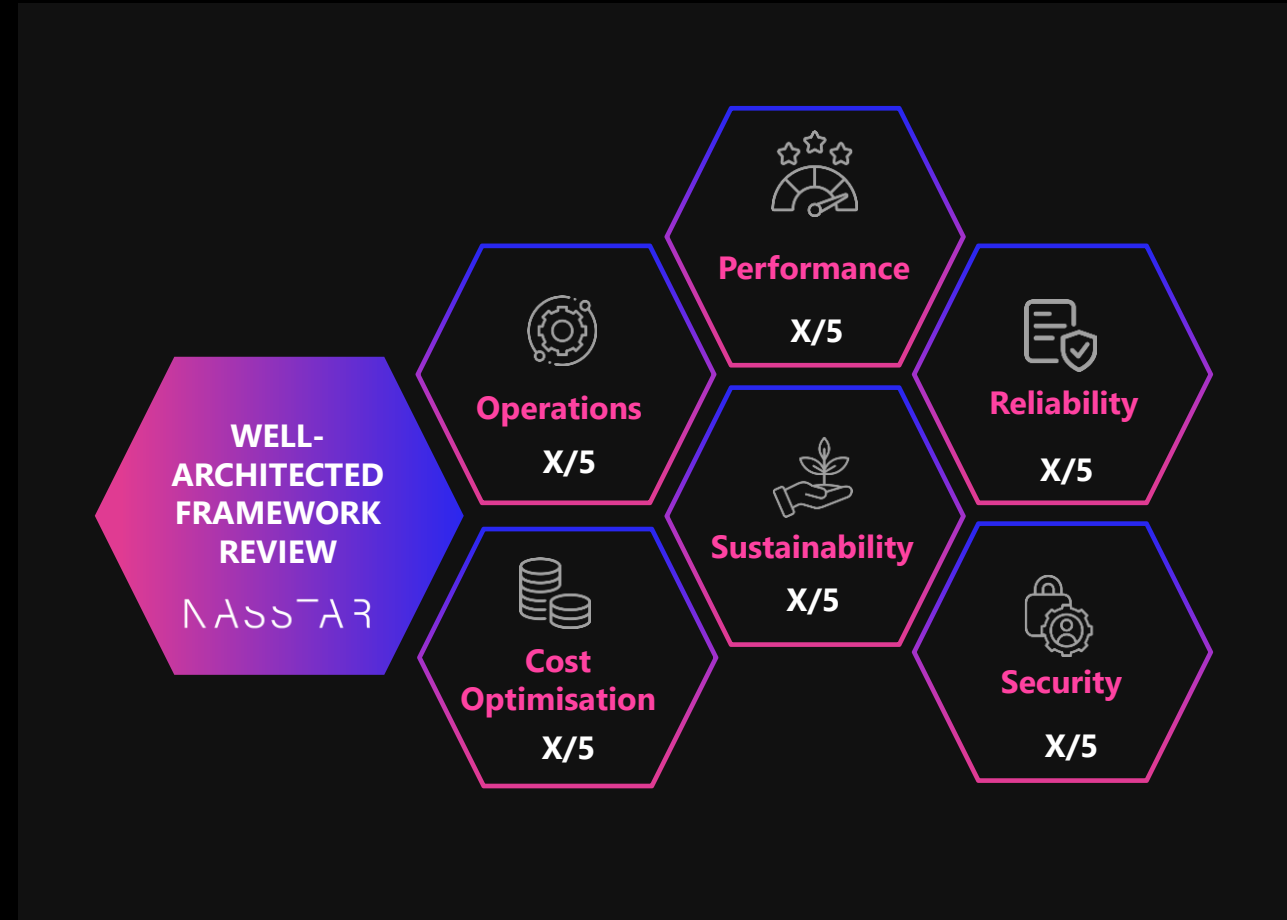 WELL-
ARCHITECTED
FRAMEWORK
REVIEW
NASSTAR
Operations
X/5
Cost
Optimisation
X/5
Performance
X/5
Sustainability
X/5
Reliability
X/5
Security
X/5